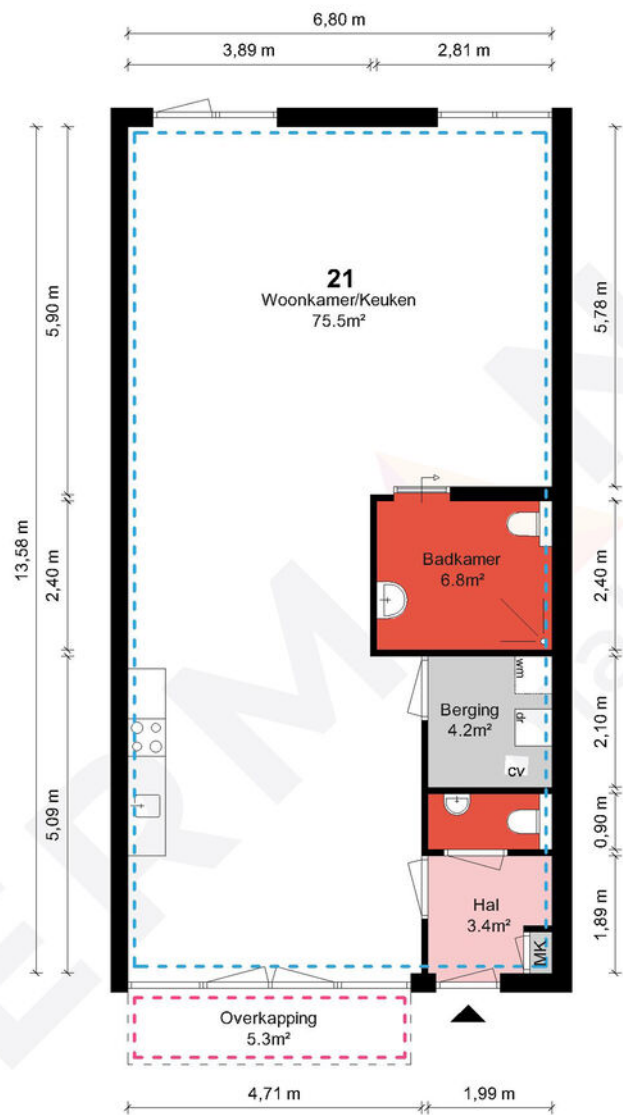 6,80 m
3,89 m
2,81 m
13,58 m
5,90 m
2,40 m
5,09 m
5,78 m
2,40 m
2,10 m
0,90 m
1,89 m
21
Woonkamer/Keuken
75.5m²
Badkamer
6.8m²
wm
Berging
4.2m²
dr
cv
Hal
3.4m²
MK
Overkapping
5.3m²
4,71 m
1,99 m